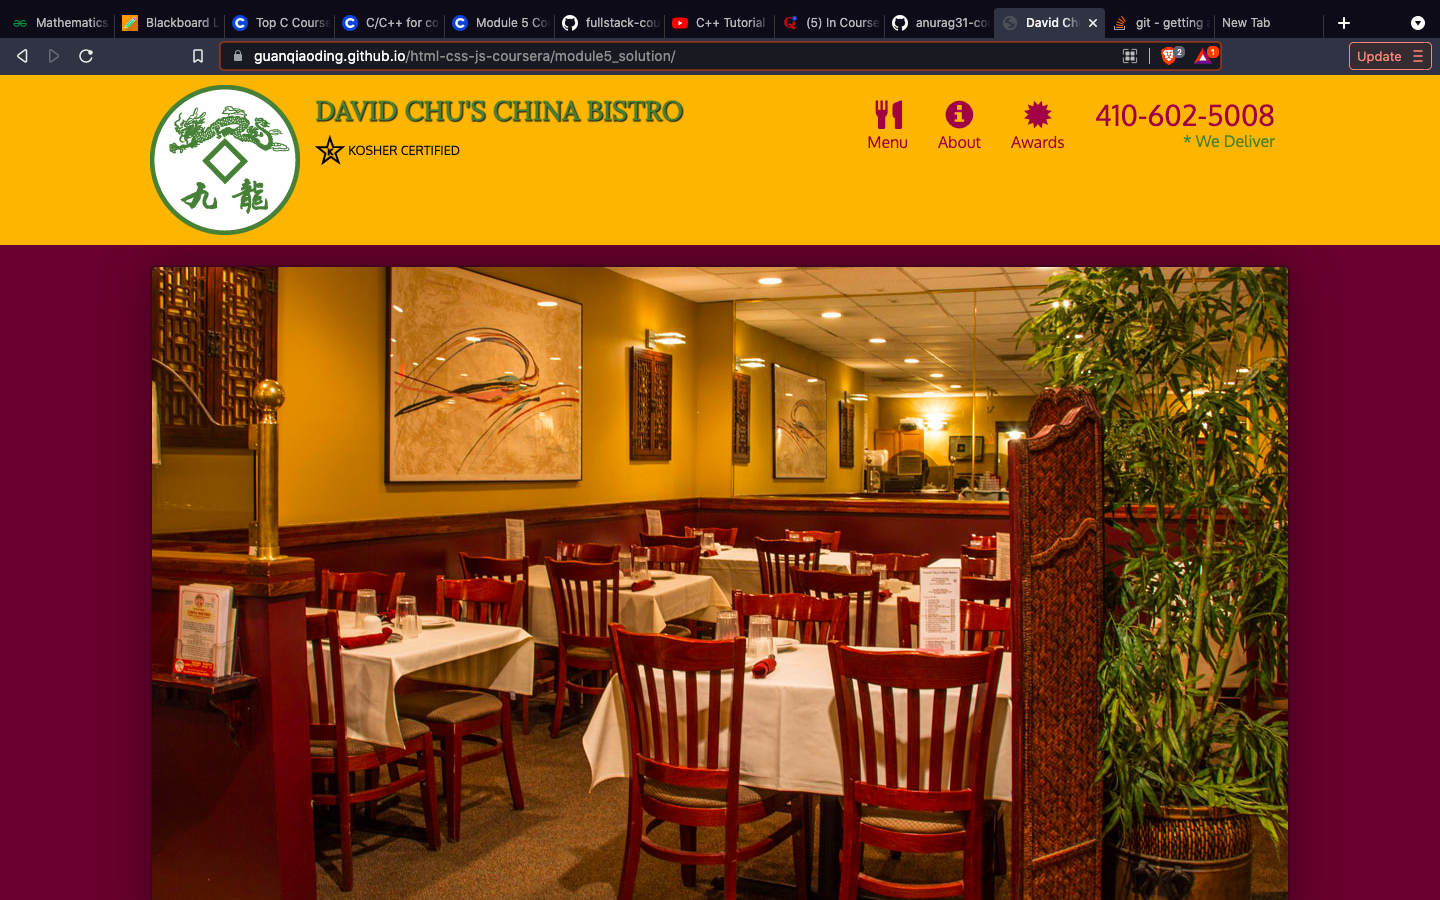 Mathematics
Blackboard L
Top C Course
C/C++ for co
Module 5 Co
fullstack-cou
C++ Tutorial
(5) In Course
anurag31-co
David Ch
git - getting a
New Tab
guanqiaoding.github.io/html-css-js-coursera/module5_solution/
2
1
Update
九龍
DAVID CHU'S CHINA BISTRO
K KOSHER CERTIFIED
Menu
About
Awards
410-602-5008
* We Deliver